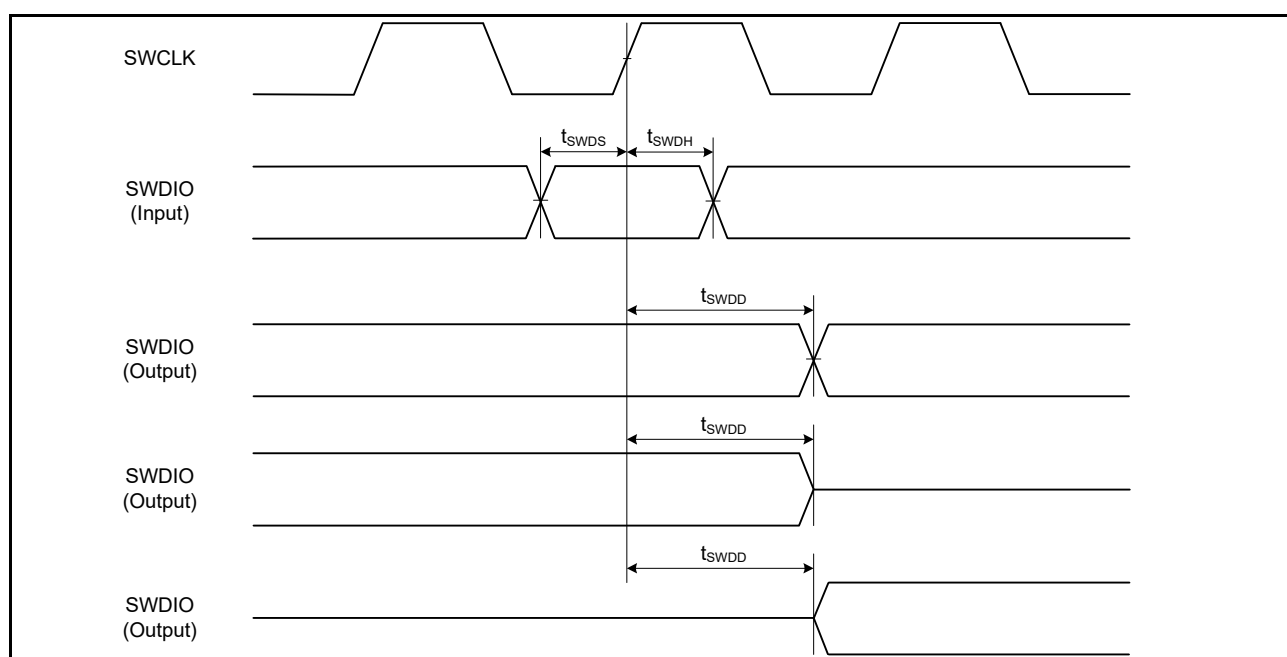 SWCLK
tSWDS
tSWDH
SWDIO
(Input)
tSWDD
SWDIO
(Output)
tSWDD
SWDIO
(Output)
tSWDD
SWDIO
(Output)